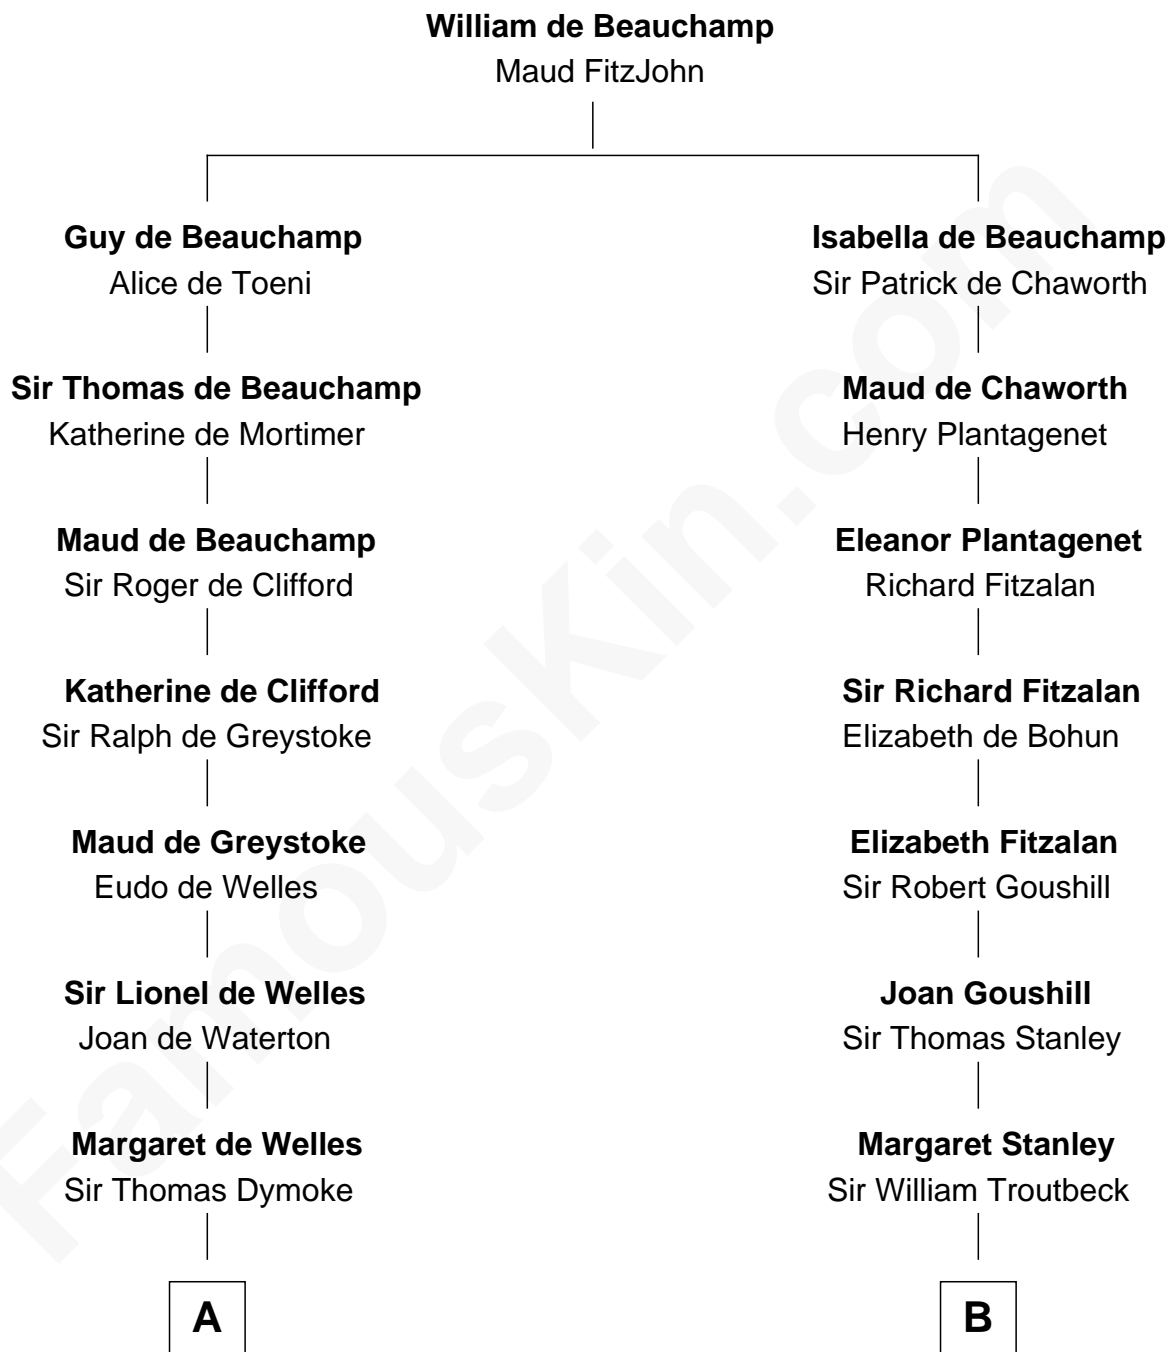 William de Beauchamp
Maud FitzJohn
Guy de Beauchamp
Alice de Toeni
Isabella de Beauchamp
Sir Patrick de Chaworth
Sir Thomas de Beauchamp
Katherine de Mortimer
Maud de Chaworth
Henry Plantagenet
Maud de Beauchamp
Sir Roger de Clifford
Eleanor Plantagenet
Richard Fitzalan
Katherine de Clifford
Sir Ralph de Greystoke
Sir Richard Fitzalan
Elizabeth de Bohun
Maud de Greystoke
Eudo de Welles
Elizabeth Fitzalan
Sir Robert Goushill
Sir Lionel de Welles
Joan de Waterton
Joan Goushill
Sir Thomas Stanley
Margaret de Welles
Sir Thomas Dymoke
Margaret Stanley
Sir William Troutbeck
A
B
FamousKin.com